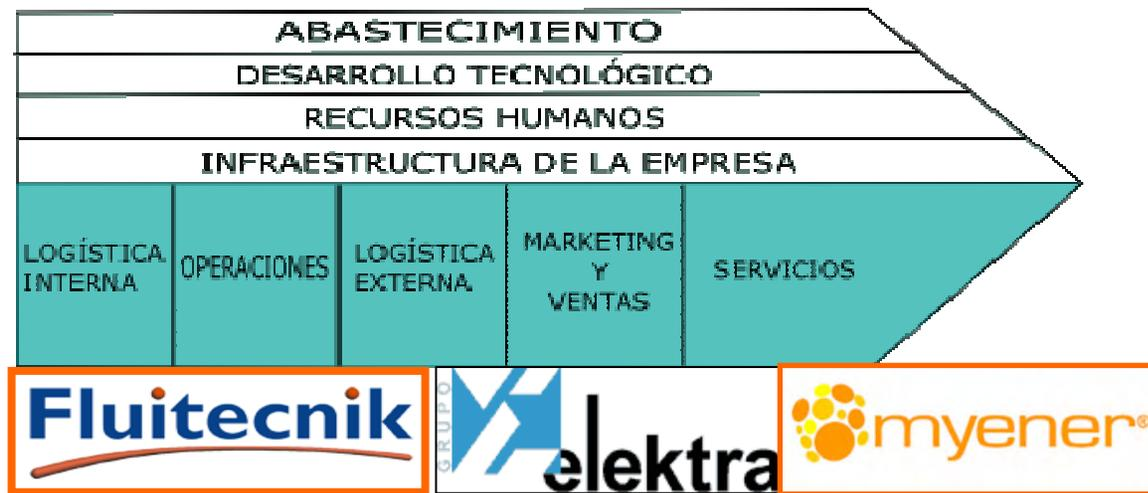 ABASTECIMIENTO
DESARROLLO TECNOLÓGICO
RECURSOS HUMANOS
INFRAESTRUCTURA DE LA EMPRESA
LOGÍSTICA
INTERNA
OPERACIONES
LOGÍSTICA
EXTERNA
MARKETING
Y
VENTAS
SERVICIOS
Fluitecnik
GRUPO
elektra
myener®